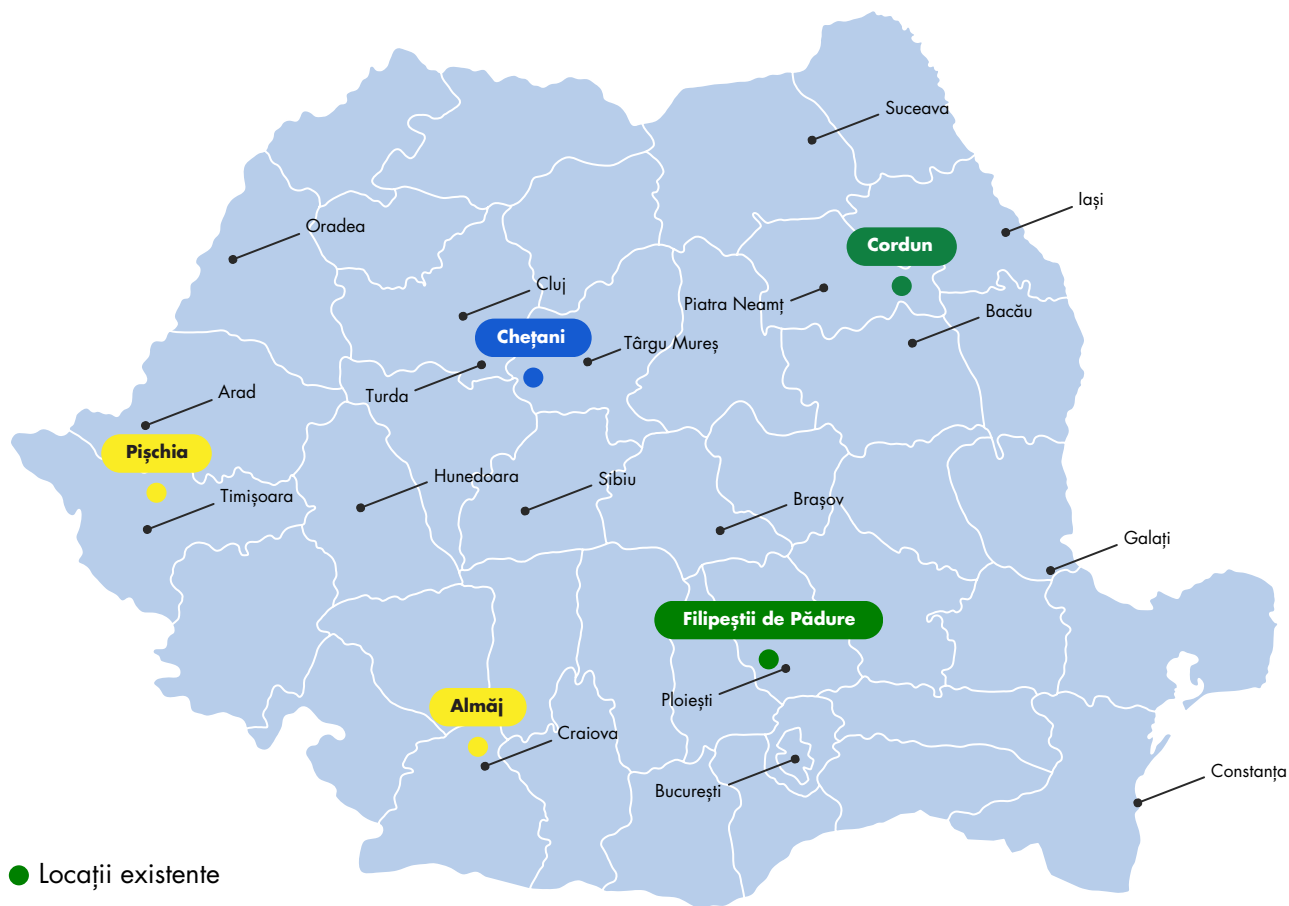 Suceava
Iași
Oradea
Cordun
Cluj
Piatra Neamț
Bacău
Chețani
Târgu Mureș
Turda
Arad
Pișchia
Timișoara
Hunedoara
Sibiu
Brașov
Galați
Filipeștii de Pădure
Ploiești
Almăj
Craiova
București
Constanța
Locații existente